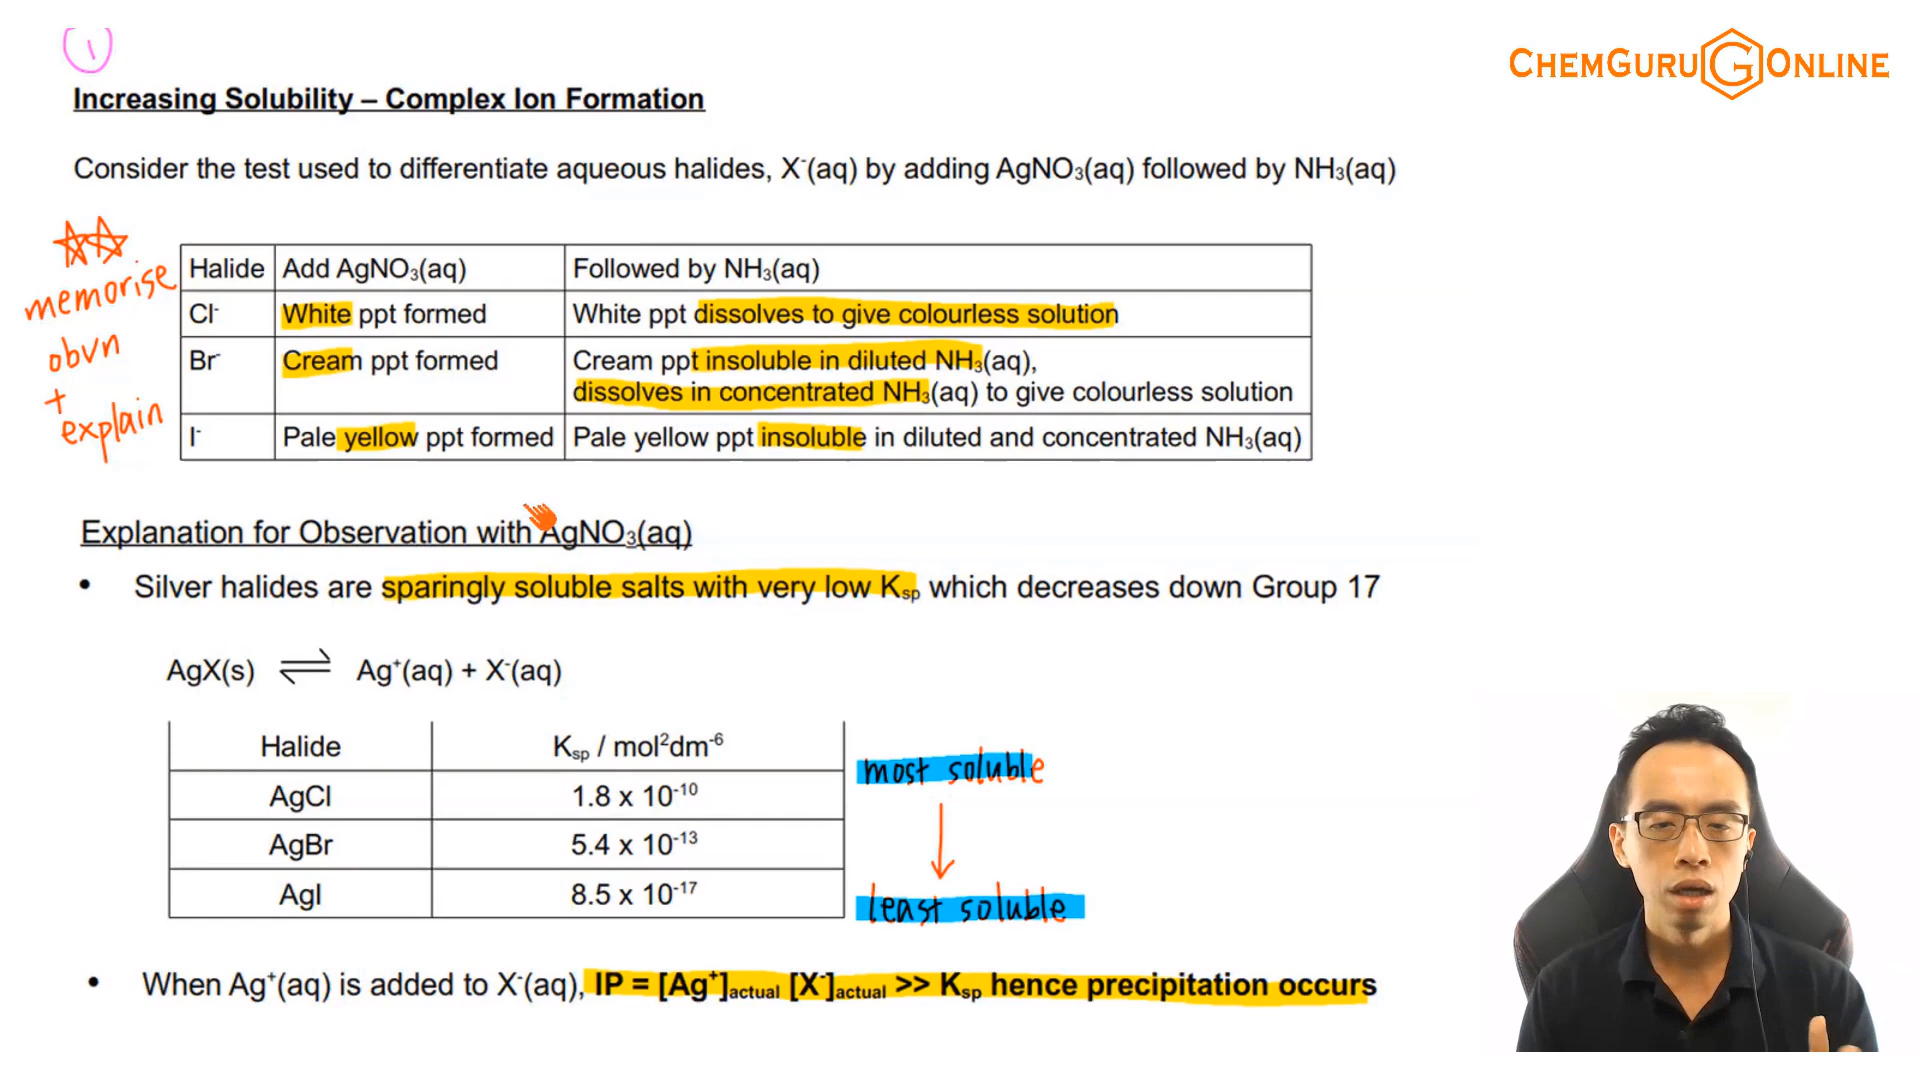 1
CHEMGURU G ONLINE
Increasing Solubility – Complex Ion Formation
Consider the test used to differentiate aqueous halides, X⁻(aq) by adding AgNO₃(aq) followed by NH₃(aq)
memorise
obvn
+
explain
Halide Add AgNO₃(aq) Followed by NH₃(aq)
Cl⁻ White ppt formed White ppt dissolves to give colourless solution
Br⁻ Cream ppt formed Cream ppt insoluble in diluted NH₃(aq),
dissolves in concentrated NH₃(aq) to give colourless solution
I⁻ Pale yellow ppt formed Pale yellow ppt insoluble in diluted and concentrated NH₃(aq)
Explanation for Observation with AgNO₃(aq)
• Silver halides are sparingly soluble salts with very low Ksp which decreases down Group 17
AgX(s) ⇌ Ag⁺(aq) + X⁻(aq)
Halide Ksp / mol²dm⁻⁶
most soluble
AgCl 1.8 x 10⁻¹⁰
AgBr 5.4 x 10⁻¹³
AgI 8.5 x 10⁻¹⁷
least soluble
• When Ag⁺(aq) is added to X⁻(aq), IP = [Ag⁺]actual [X⁻]actual >> Ksp hence precipitation occurs